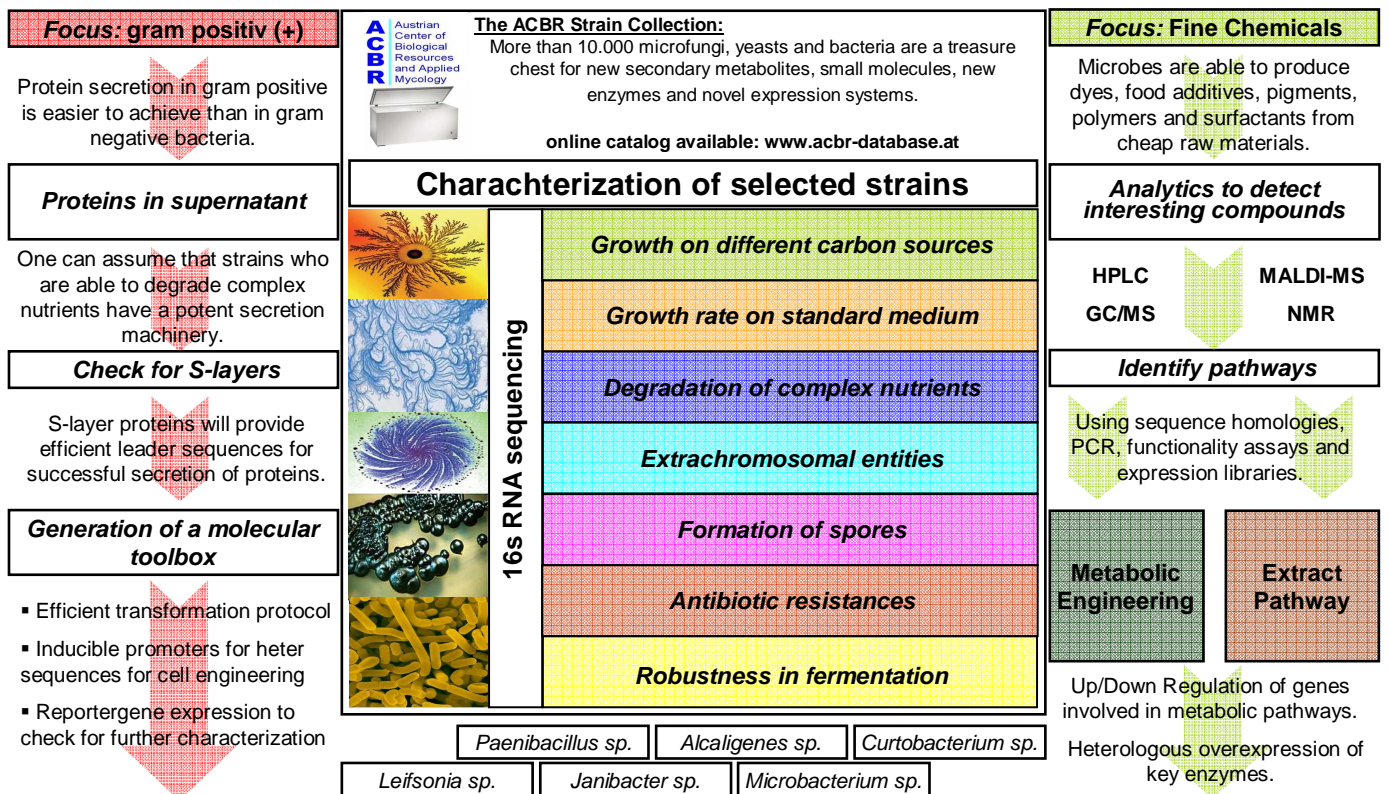 Focus: gram positiv (+)
Protein secretion in gram positive
is easier to achieve than in gram
negative bacteria.
Proteins in supernatant
One can assume that strains who
are able to degrade complex
nutrients have a potent secretion
machinery.
Check for S-layers
S-layer proteins will provide
efficient leader sequences for
successful secretion of proteins.
Generation of a molecular
toolbox
▪ Efficient transformation protocol
▪ Inducible promoters for heter
sequences for cell engineering
▪ Reportergene expression to
check for further characterization
ACBR
Austrian
Center of
Biological
Resources
and Applied
Mycology
The ACBR Strain Collection:
More than 10.000 microfungi, yeasts and bacteria are a treasure
chest for new secondary metabolites, small molecules, new
enzymes and novel expression systems.
online catalog available: www.acbr-database.at
Charachterization of selected strains
16s RNA sequencing
Growth on different carbon sources
Growth rate on standard medium
Degradation of complex nutrients
Extrachromosomal entities
Formation of spores
Antibiotic resistances
Robustness in fermentation
Paenibacillus sp.
Alcaligenes sp.
Curtobacterium sp.
Leifsonia sp.
Janibacter sp.
Microbacterium sp.
Focus: Fine Chemicals
Microbes are able to produce
dyes, food additives, pigments,
polymers and surfactants from
cheap raw materials.
Analytics to detect
interesting compounds
HPLC
MALDI-MS
GC/MS
NMR
Identify pathways
Using sequence homologies,
PCR, functionality assays and
expression libraries.
Metabolic
Engineering
Extract
Pathway
Up/Down Regulation of genes
involved in metabolic pathways.
Heterologous overexpression of
key enzymes.